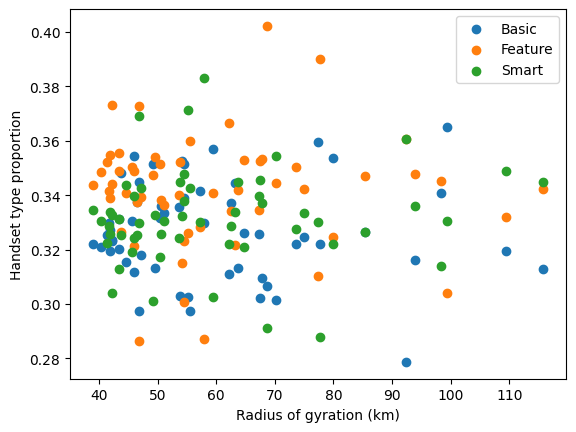 Basic
Feature
Smart
0.40
0.38
0.36
0.34
0.32
0.30
0.28
Handset type proportion
40 50 60 70 80 90 100 110
Radius of gyration (km)